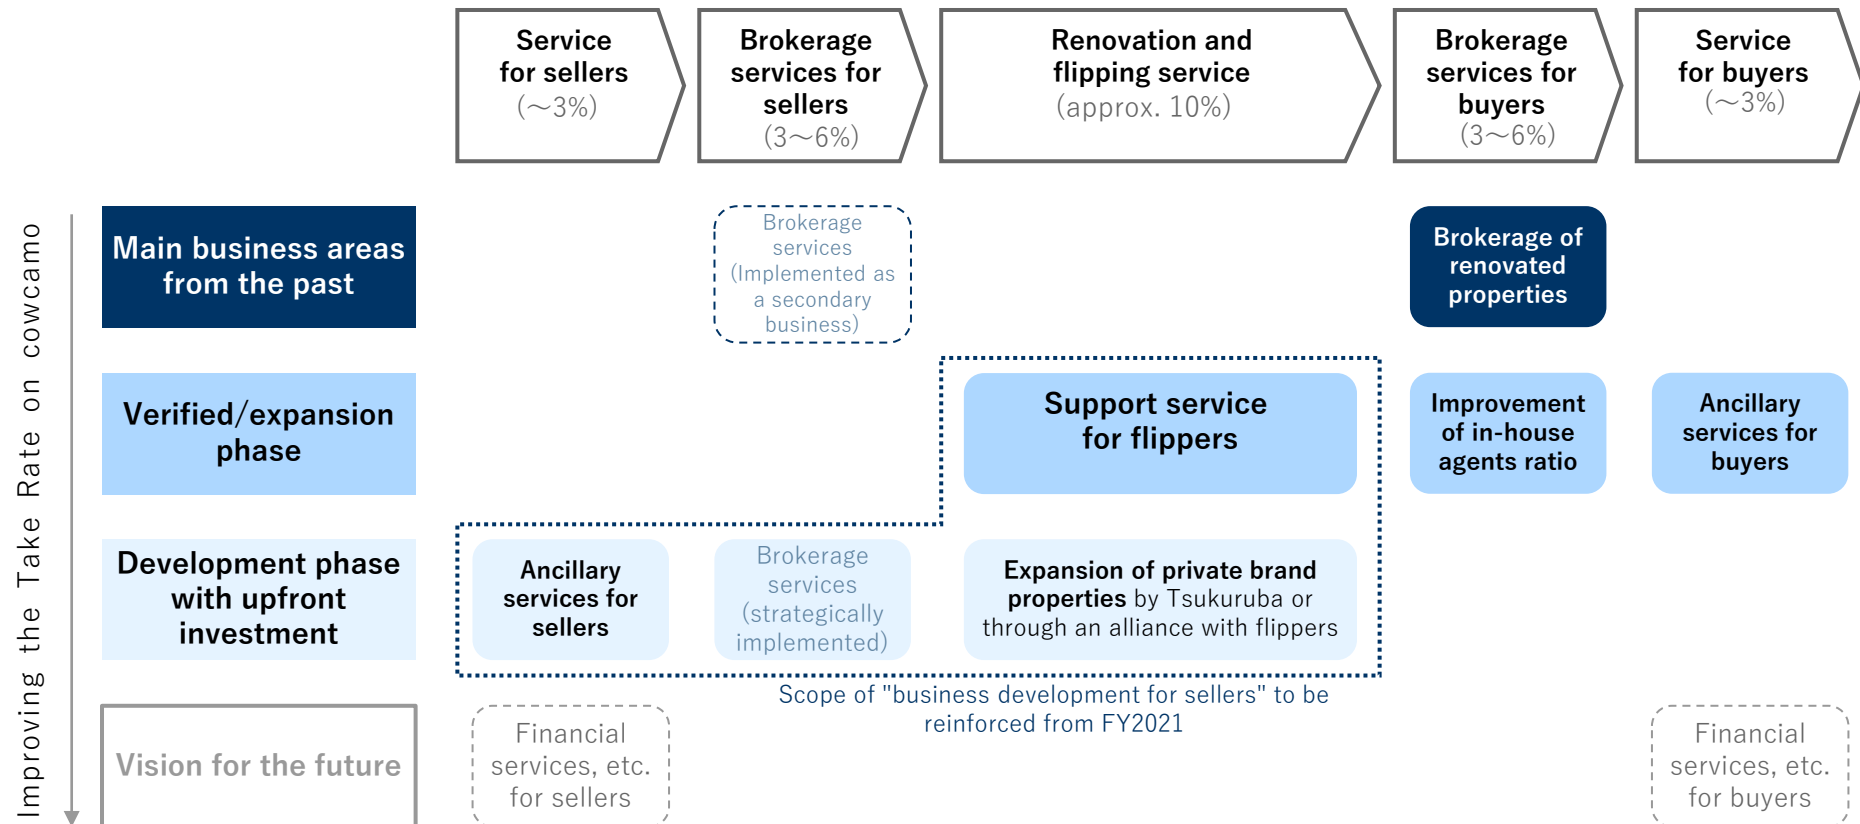 Service
for sellers
(～3%)
Brokerage
services for
sellers
(3～6%)
Renovation and
flipping service
(approx. 10%)
Brokerage
services for
buyers
(3～6%)
Service
for buyers
(～3%)
Improving the Take Rate on cowcamo
Main business areas
from the past
Brokerage
services
(Implemented as
a secondary
business)
Brokerage of
renovated
properties
Verified/expansion
phase
Support service
for flippers
Improvement
of in-house
agents ratio
Ancillary
services for
buyers
Development phase
with upfront
investment
Ancillary
services for
sellers
Brokerage
services
(strategically
implemented)
Expansion of private brand
properties by Tsukuruba or
through an alliance with flippers
Scope of "business development for sellers" to be
reinforced from FY2021
Vision for the future
Financial
services, etc.
for sellers
Financial
services, etc.
for buyers